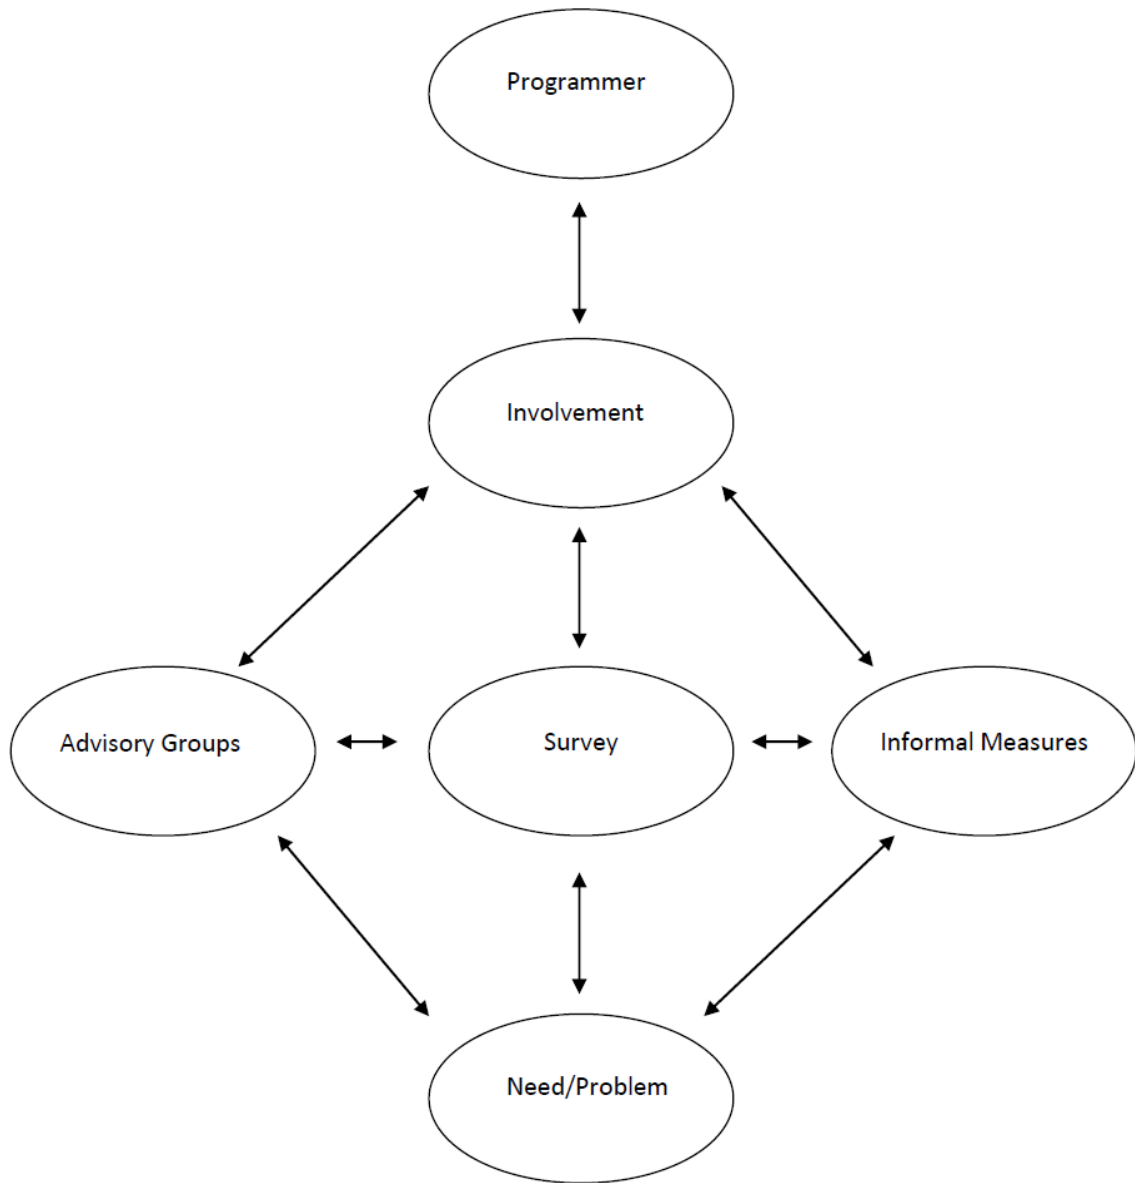 Programmer
Involvement
Advisory Groups
Survey
Informal Measures
Need/Problem